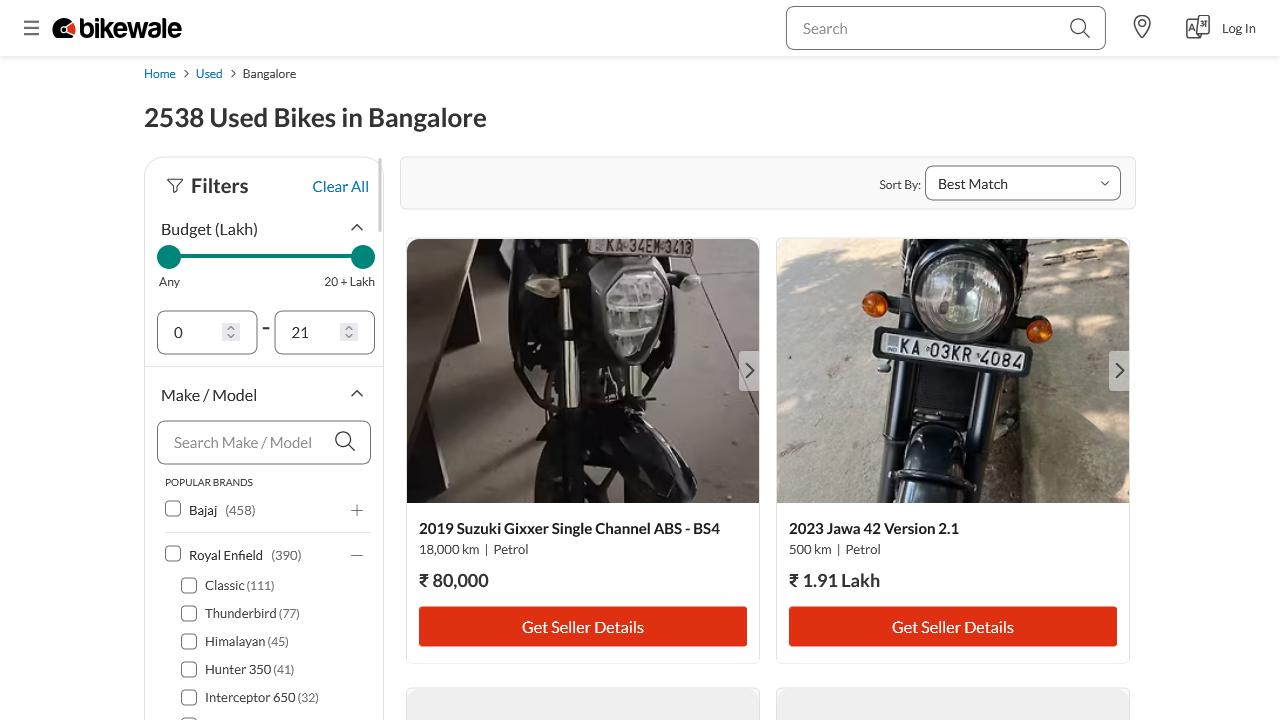 bikewale
Search
Log In
Home
Used
Bangalore
2538 Used Bikes in Bangalore
Filters
Clear All
Sort By:
Best Match
Budget (Lakh)
Any
20 + Lakh
0
-
21
Make / Model
Search Make / Model
POPULAR BRANDS
Bajaj (458)
Royal Enfield (390)
Classic (111)
Thunderbird (77)
Himalayan (45)
Hunter 350 (41)
Interceptor 650 (32)
KA 34EM 3413
2019 Suzuki Gixxer Single Channel ABS - BS4
18,000 km | Petrol
₹ 80,000
Get Seller Details
KA 03KR 4084
2023 Jawa 42 Version 2.1
500 km | Petrol
₹ 1.91 Lakh
Get Seller Details